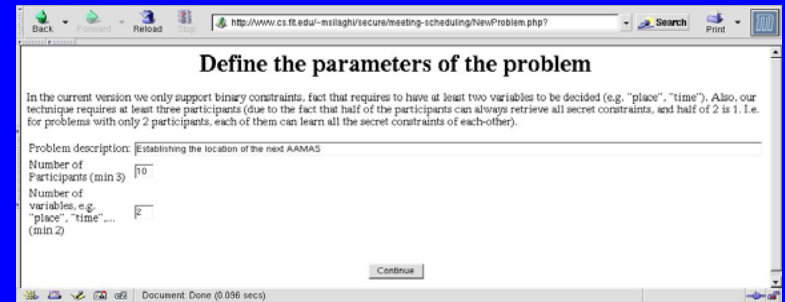 Back
Forward
Reload
Stop
http://www.cs.fit.edu/~msilaghi/secure/meeting-scheduling/NewProblem.php?
Search
Print
Define the parameters of the problem
In the current version we only support binary constraints, fact that requires to have at least two variables to be decided (e.g. "place", "time"). Also, our
technique requires at least three participants (due to the fact that half of the participants can always retrieve all secret constraints, and half of 2 is 1. I.e.
for problems with only 2 participants, each of them can learn all the secret constraints of each-other).
Problem description: Establishing the location of the next AAMAS
Number of
Participants (min 3) 10
Number of
variables, e.g.
"place", "time",...
(min 2) 2
Continue
Document: Done (0.096 secs)